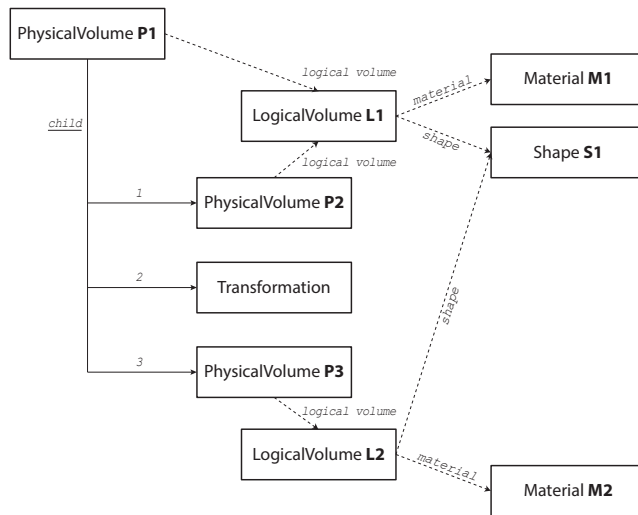 PhysicalVolume P1
logical volume
Material M1
material
LogicalVolume L1
child
shape
Shape S1
logical volume
1
PhysicalVolume P2
2
Transformation
shape
3
PhysicalVolume P3
logical volume
LogicalVolume L2
material
Material M2